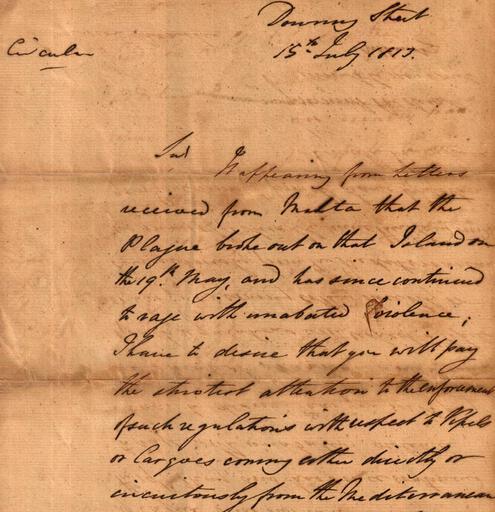 Downing Street
Circular
15th July 1813.
Sir,
It appearing from Letters
received from Malta that the
Plague broke out on that Island on
the 19th May, and has since continued
to rage with unabated Violence;
I have to desire that you will pay
the strictest attention to the enforcement
of such regulations with respect to Vessels
or Cargoes coming either directly or
circuitously from the Mediterranean